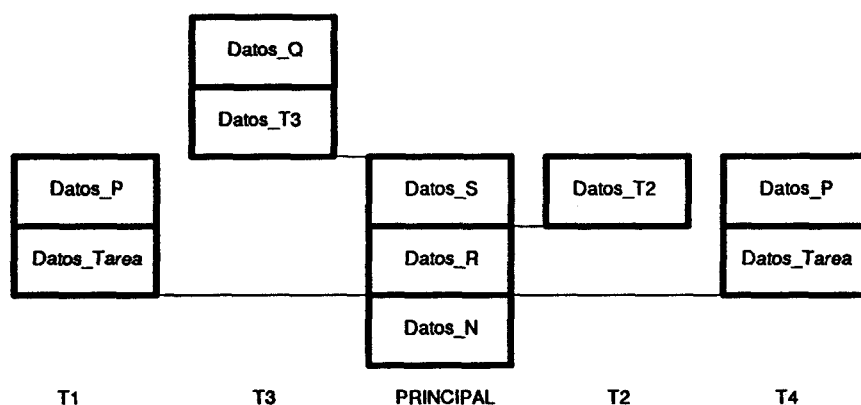 Datos_Q
Datos_T3
Datos_P Datos_S Datos_T2 Datos_P
Datos_Tarea Datos_R Datos_Tarea
Datos_N
T1 T3 PRINCIPAL T2 T4